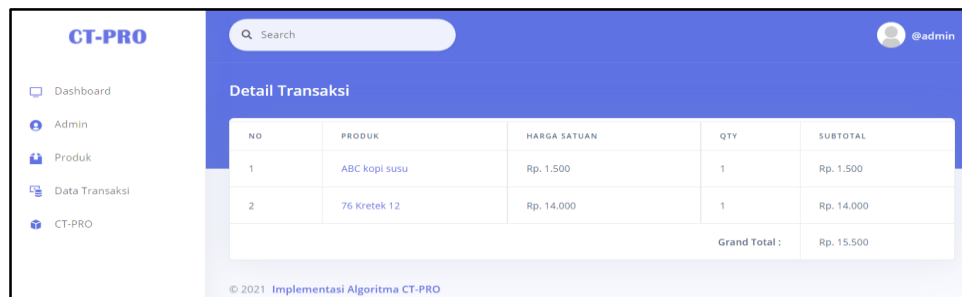 CT-PRO
Search
@admin
Dashboard
Admin
Produk
Data Transaksi
CT-PRO
Detail Transaksi
NO PRODUK HARGA SATUAN QTY SUBTOTAL
1 ABC kopi susu Rp. 1.500 1 Rp. 1.500
2 76 Kretek 12 Rp. 14.000 1 Rp. 14.000
Grand Total : Rp. 15.500
© 2021 Implementasi Algoritma CT-PRO